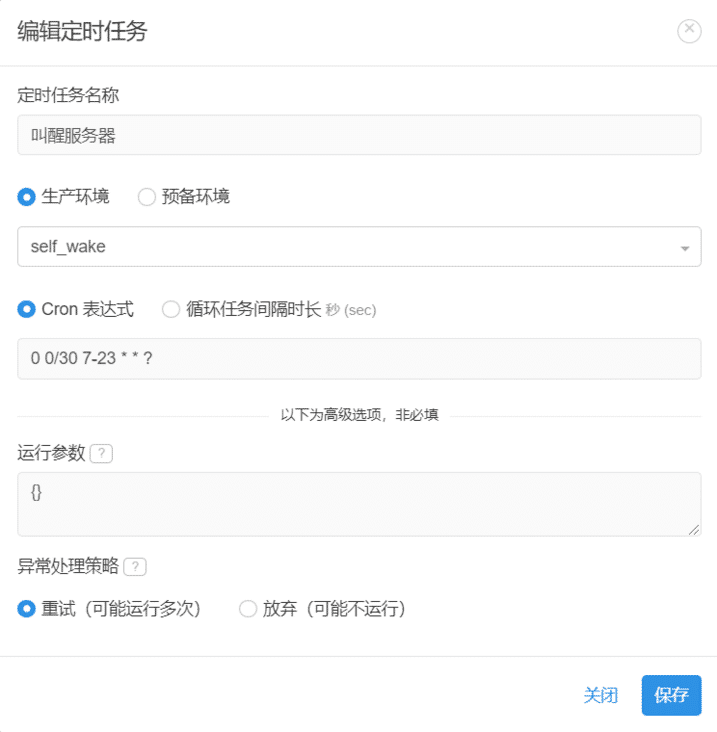 编辑定时任务
定时任务名称
叫醒服务器
生产环境 预备环境
self_wake
Cron 表达式 循环任务间隔时长 秒 (sec)
0 0/30 7-23 * * ?
以下为高级选项，非必填
运行参数 ?
{}
异常处理策略 ?
重试（可能运行多次） 放弃（可能不运行）
关闭 保存